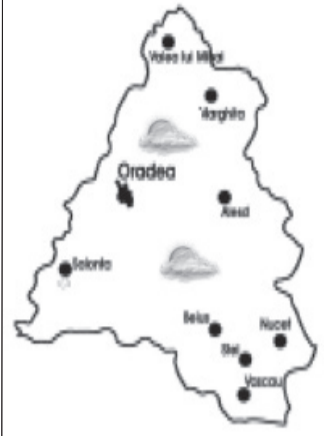 Valea lui Mihai
Marghita
Oradea
Alesd
Salonta
Beius
Nucet
Stei
Vascau